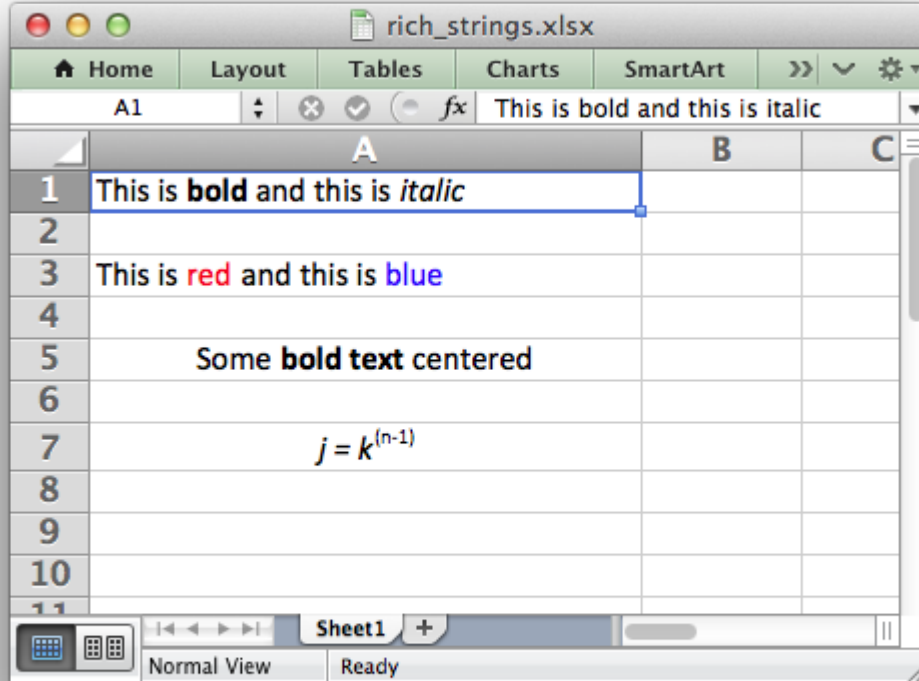 rich_strings.xlsx
Home Layout Tables Charts SmartArt
A1 fx This is bold and this is italic
A B C
1 This is bold and this is italic
2
3 This is red and this is blue
4
5 Some bold text centered
6
7 j = k(n-1)
8
9
10
11
Sheet1
Normal View Ready